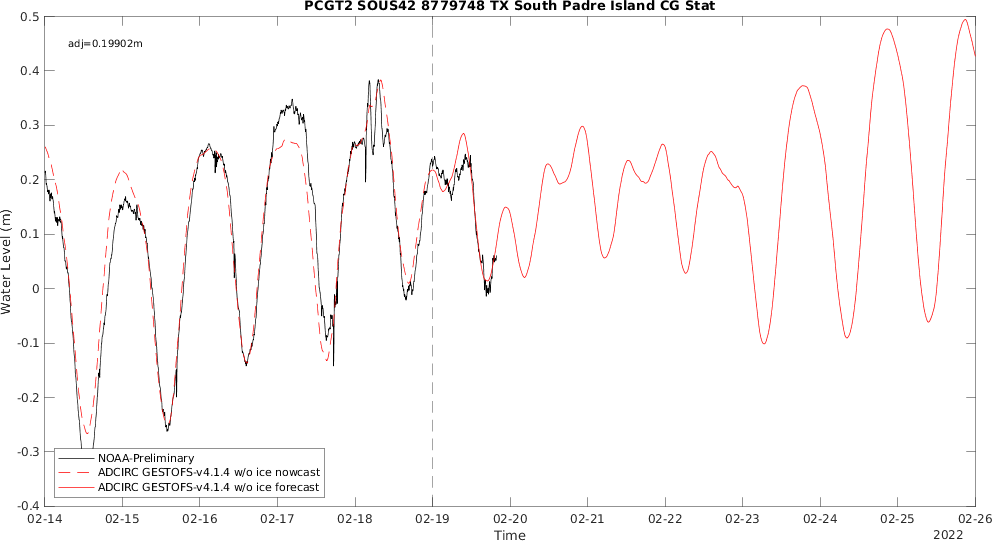 PCGT2 SOUS42 8779748 TX South Padre Island CG Stat
adj=0.19902m
0.5
0.4
0.3
0.2
0.1
0
-0.1
-0.2
-0.3
-0.4
Water Level (m)
NOAA-Preliminary
ADCIRC GESTOFS-v4.1.4 w/o ice nowcast
ADCIRC GESTOFS-v4.1.4 w/o ice forecast
02-14 02-15 02-16 02-17 02-18 02-19 02-20 02-21 02-22 02-23 02-24 02-25 02-26
Time
2022